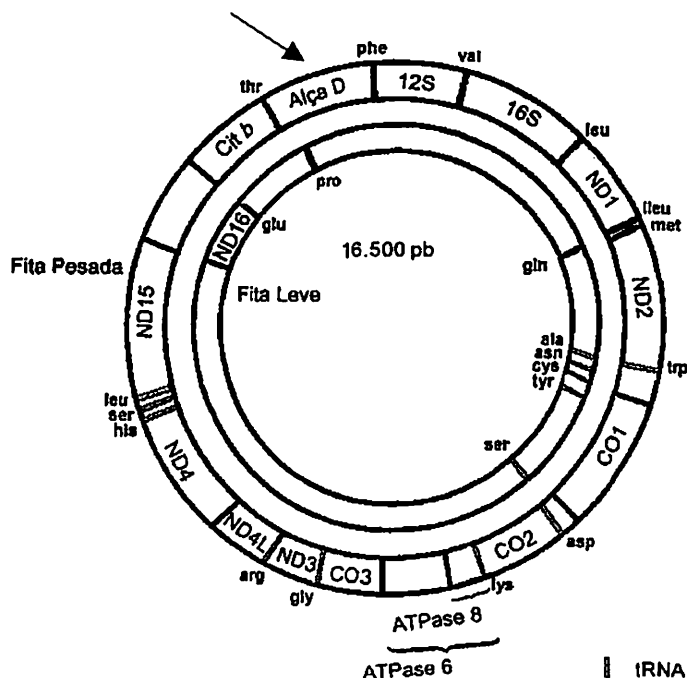 phe
val
thr
Alça D
12S
16S
leu
Cit b
ND1
ileu
met
pro
glu
ND16
16.500 pb
gln
Fita Pesada
Fita Leve
ND2
ND15
ala
asn
cys
tyr
trp
leu
ser
his
ser
CO1
ND4
ND4L
ND3
CO3
CO2
asp
arg
gly
lys
ATPase 8
ATPase 6
tRNA